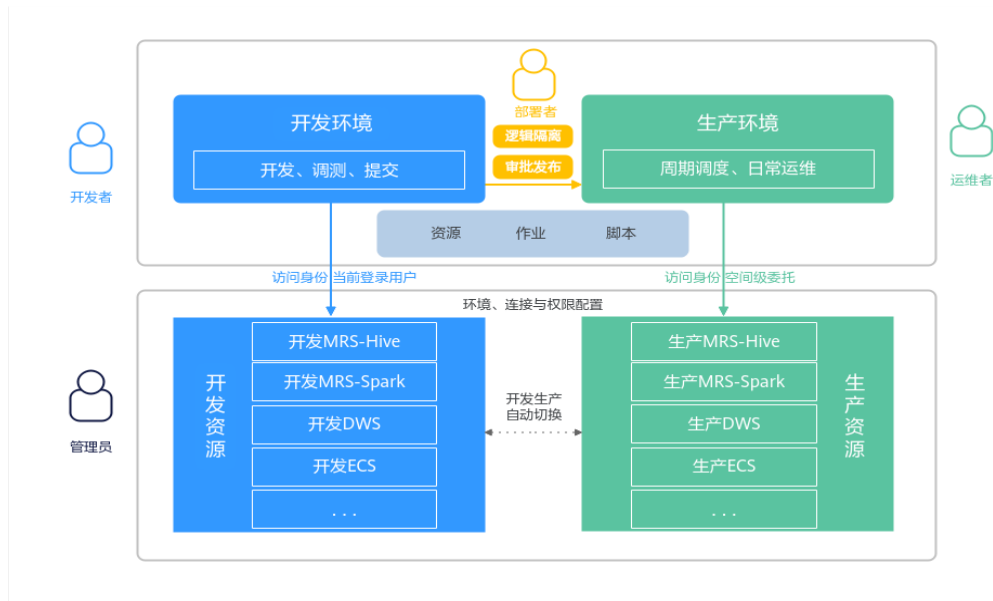 部署者
开发环境
逻辑隔离
生产环境
开发、调测、提交
审批发布
周期调度、日常运维
开发者
运维者
资源
作业
脚本
访问身份 当前登录用户
访问身份 空间级委托
环境、连接与权限配置
管理员
开发资源
开发MRS-Hive
开发MRS-Spark
开发DWS
开发ECS
...
开发生产
自动切换
生产MRS-Hive
生产MRS-Spark
生产DWS
生产ECS
...
生产资源